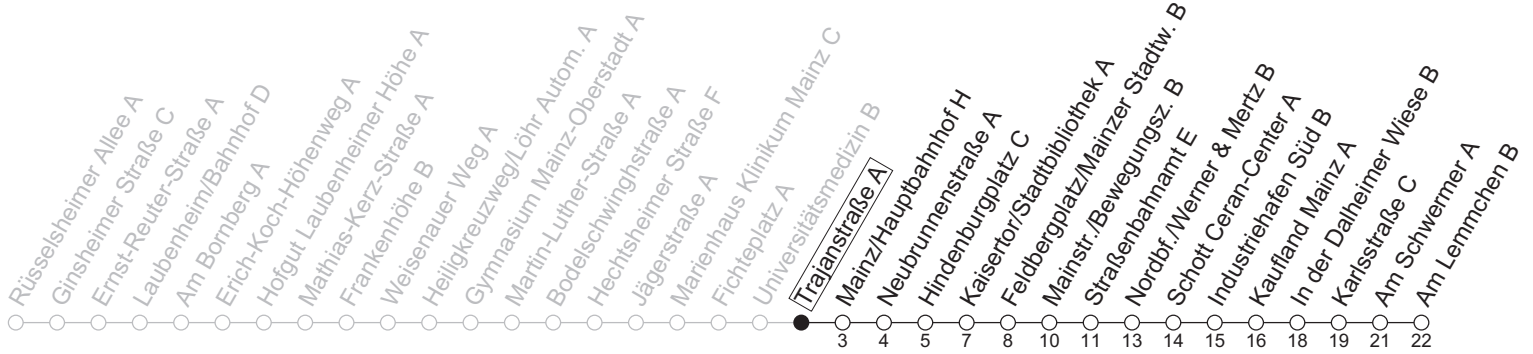 Rüsselsheimer Allee A
Ginsheimer Straße C
Ernst-Reuter-Straße A
Laubenheim/Bahnhof D
Am Bornberg A
Erich-Koch-Höhenweg A
Hofgut Laubenheimer Höhe A
Mathias-Kerz-Straße A
Frankenhöhe B
Weisenauer Weg A
Heiligkreuzweg/Löhr Autom. A
Gymnasium Mainz-Oberstadt A
Martin-Luther-Straße A
Bodelschwinghstraße A
Hechtsheimer Straße F
Jägerstraße A
Marienhaus Klinikum Mainz C
Fichteplatz A
Universitätsmedizin B
Trajanstraße A
Mainz/Hauptbahnhof H
Neubrunnenstraße A
Hindenburgplatz C
Kaisertor/Stadtbibliothek A
Feldbergplatz/Mainzer Stadtw. B
Mainstr./Bewegungsz. B
Straßenbahnamt E
Nordbf./Werner & Mertz B
Schott Ceran-Center A
Industriehafen Süd B
Kaufland Mainz A
In der Dalheimer Wiese B
Karlsstraße C
Am Schwermer A
Am Lemmchen B
3 4 5 7 8 10 11 13 14 15 16 18 19 21 22